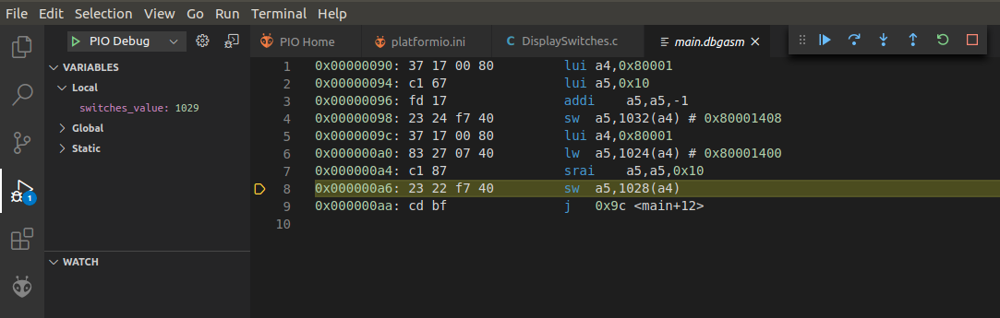 File Edit Selection View Go Run Terminal Help
PIO Debug
PIO Home platformio.ini C DisplaySwitches.c main.dbgasm
VARIABLES
Local
switches_value: 1029
Global
Static
1
WATCH
1 0x00000090: 37 17 00 80 lui a4,0x80001
2 0x00000094: c1 67 lui a5,0x10
3 0x00000096: fd 17 addi a5,a5,-1
4 0x00000098: 23 24 f7 40 sw a5,1032(a4) # 0x80001408
5 0x0000009c: 37 17 00 80 lui a4,0x80001
6 0x000000a0: 83 27 07 40 lw a5,1024(a4) # 0x80001400
7 0x000000a4: c1 87 srai a5,a5,0x10
8 0x000000a6: 23 22 f7 40 sw a5,1028(a4)
9 0x000000aa: cd bf j 0x9c <main+12>
10